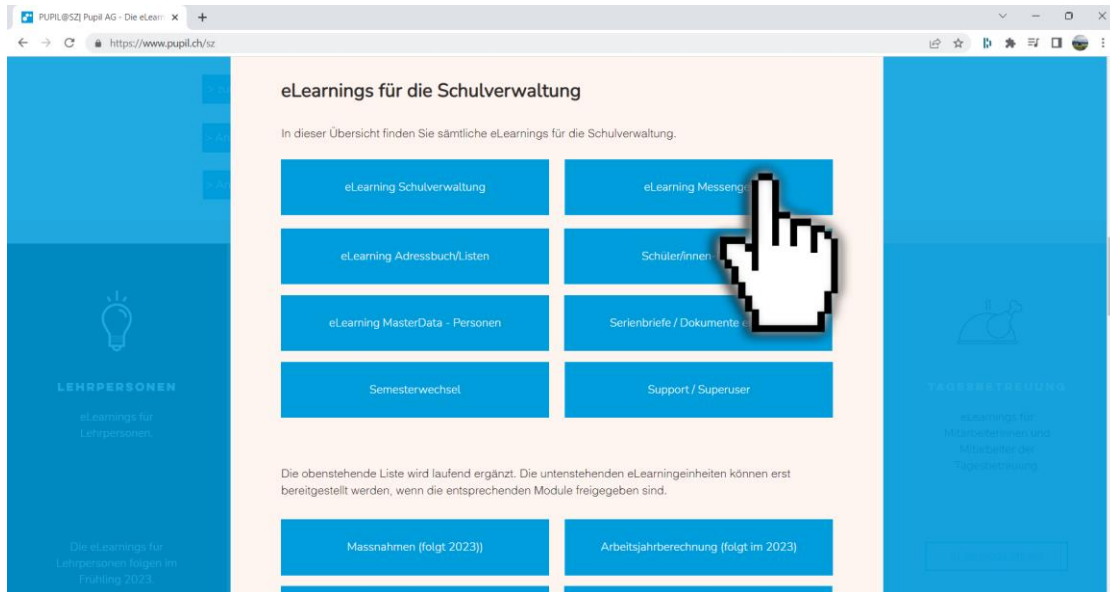 PUPIL@SZ| Pupil AG - Die eLearn
https://www.pupil.ch/sz
eLearnings für die Schulverwaltung
In dieser Übersicht finden Sie sämtliche eLearnings für die Schulverwaltung.
eLearning Schulverwaltung
eLearning Messenge
eLearning Adressbuch/Listen
Schüler/innen-
eLearning MasterData - Personen
Serienbriefe / Dokumente e
Semesterwechsel
Support / Superuser
LEHRPERSONEN
eLearnings für
Lehrpersonen.
Die eLearnings für
Lehrpersonen folgen im
Frühling 2023.
TAGESBETREUUNG
eLearnings für
Mitarbeiterinnen und
Mitarbeiter der
Tagesbetreuung.
Die obenstehende Liste wird laufend ergänzt. Die untenstehenden eLearningeinheiten können erst
bereitgestellt werden, wenn die entsprechenden Module freigegeben sind.
Massnahmen (folgt 2023))
Arbeitsjahrberechnung (folgt im 2023)